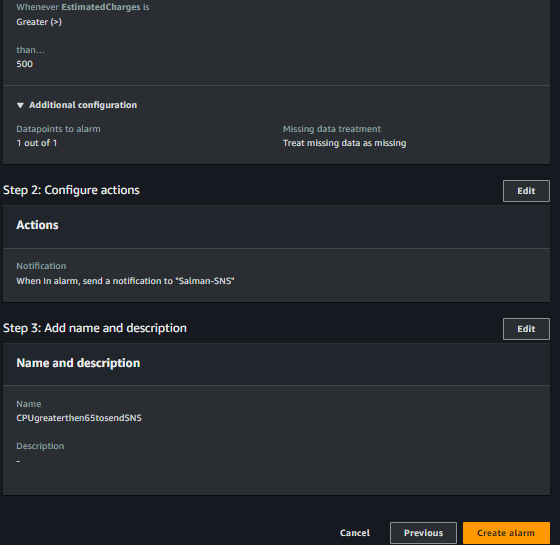 Whenever EstimatedCharges is
Greater (>)
than...
500
Additional configuration
Datapoints to alarm
1 out of 1
Missing data treatment
Treat missing data as missing
Step 2: Configure actions
Edit
Actions
Notification
When In alarm, send a notification to "Salman-SNS"
Step 3: Add name and description
Edit
Name and description
Name
CPUgreaterthen65tosendSNS
Description
-
Cancel
Previous
Create alarm